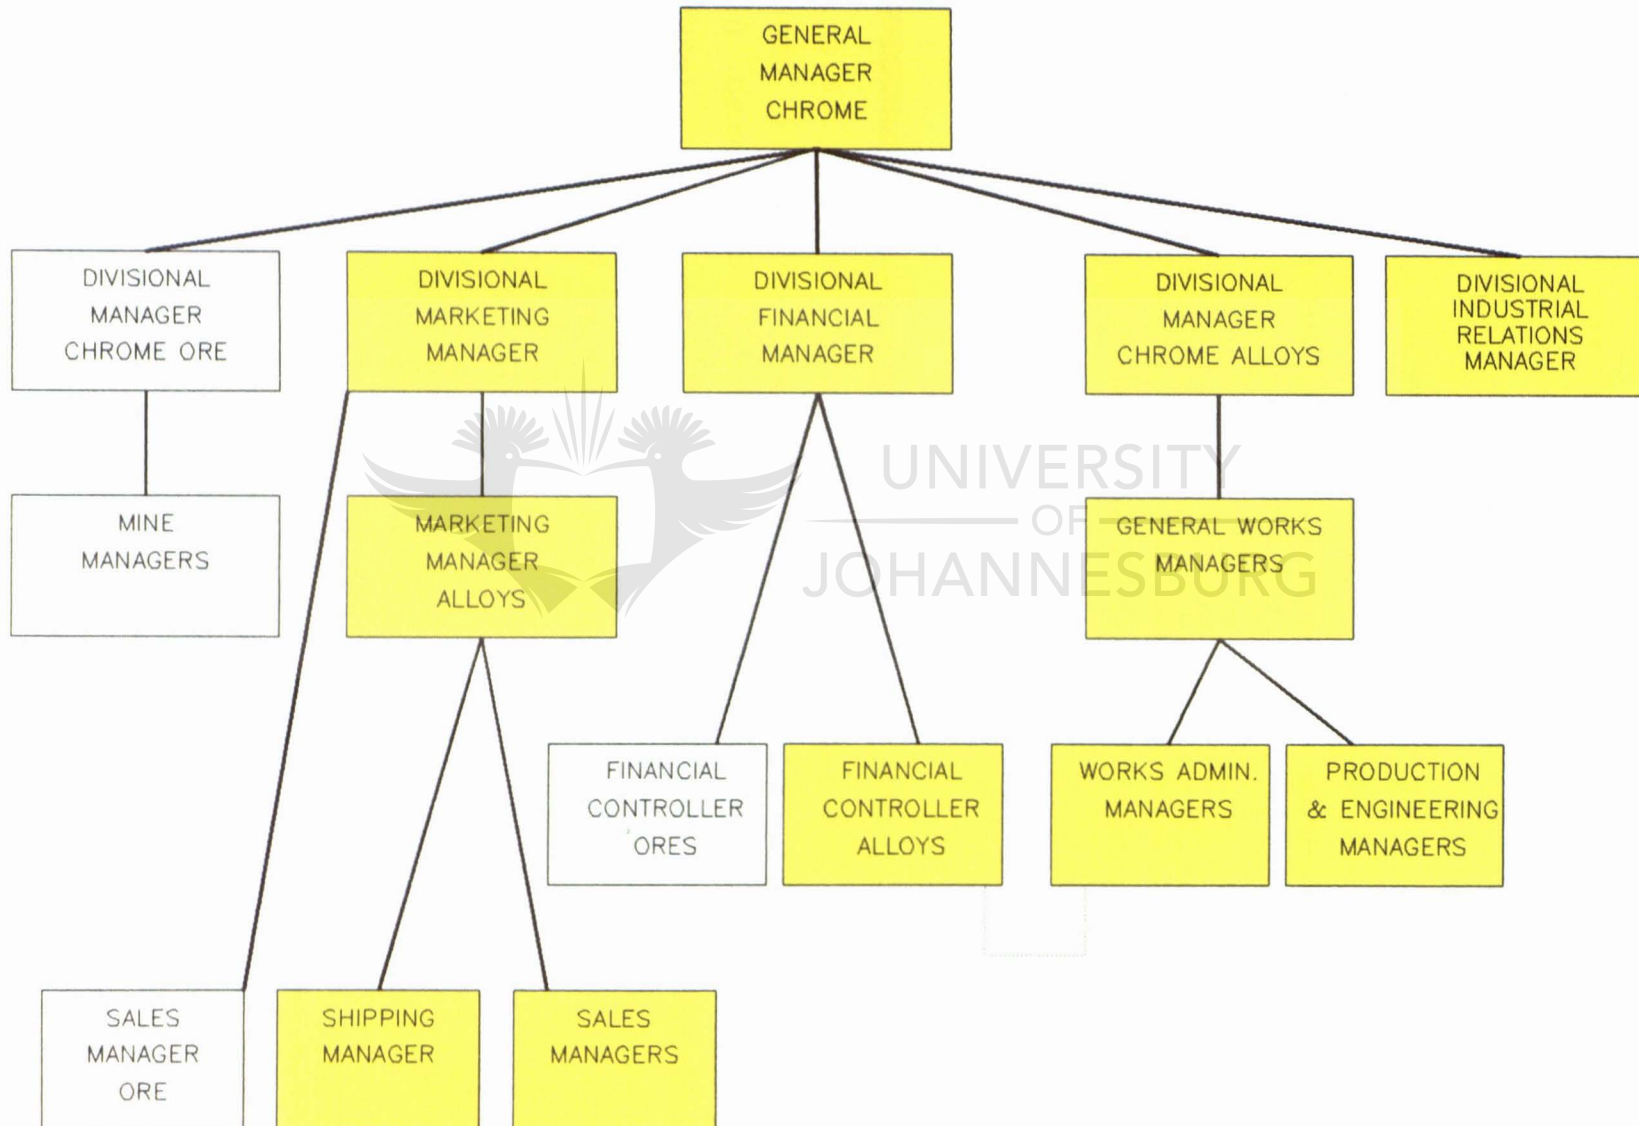 GENERAL
MANAGER
CHROME
DIVISIONAL
MANAGER
CHROME ORE
DIVISIONAL
MARKETING
MANAGER
DIVISIONAL
FINANCIAL
MANAGER
DIVISIONAL
MANAGER
CHROME ALLOYS
DIVISIONAL
INDUSTRIAL
RELATIONS
MANAGER
MINE
MANAGERS
MARKETING
MANAGER
ALLOYS
GENERAL WORKS
MANAGERS
UNIVERSITY
OF
JOHANNESBURG
FINANCIAL
CONTROLLER
ORES
FINANCIAL
CONTROLLER
ALLOYS
WORKS ADMIN.
MANAGERS
PRODUCTION
& ENGINEERING
MANAGERS
SALES
MANAGER
ORE
SHIPPING
MANAGER
SALES
MANAGERS